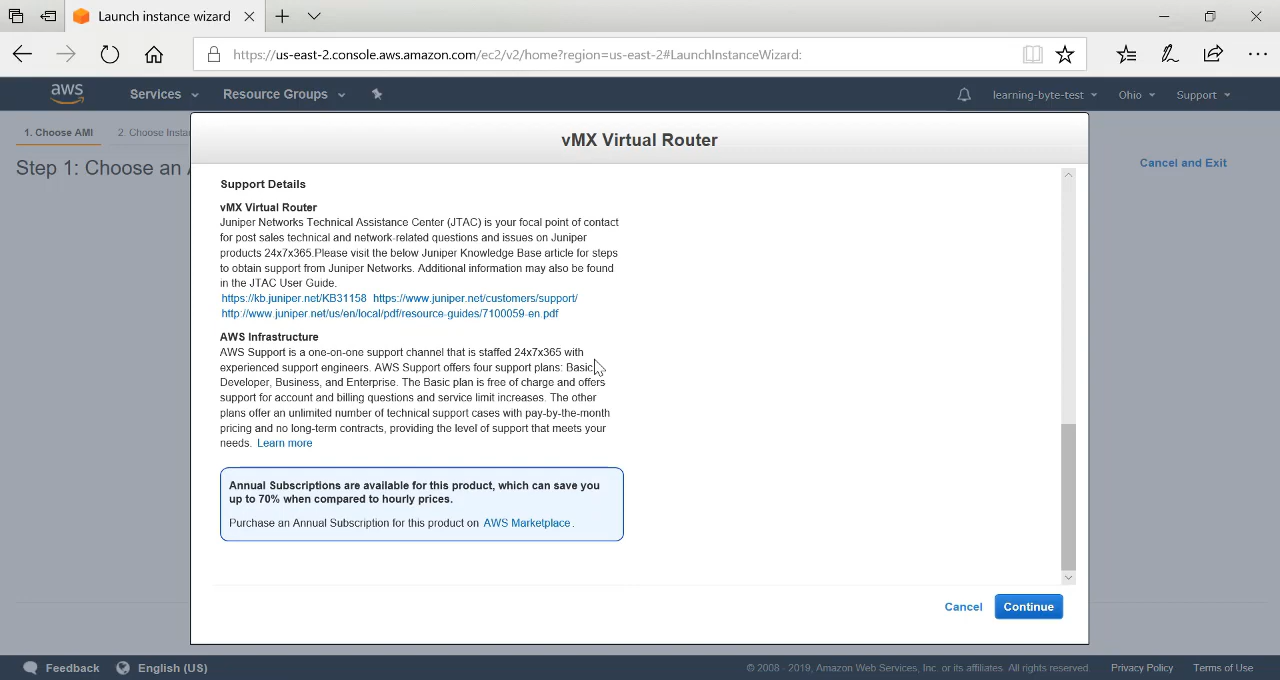 Launch instance wizard
https://us-east-2.console.aws.amazon.com/ec2/v2/home?region=us-east-2#LaunchInstanceWizard:
aws
Services
Resource Groups
learning-byte-test
Ohio
Support
1. Choose AMI
2. Choose Instan
Step 1: Choose an A
Cancel and Exit
vMX Virtual Router
Support Details
vMX Virtual Router
Juniper Networks Technical Assistance Center (JTAC) is your focal point of contact
for post sales technical and network-related questions and issues on Juniper
products 24x7x365.Please visit the below Juniper Knowledge Base article for steps
to obtain support from Juniper Networks. Additional information may also be found
in the JTAC User Guide.
https://kb.juniper.net/KB31158 https://www.juniper.net/customers/support/
http://www.juniper.net/us/en/local/pdf/resource-guides/7100059-en.pdf
AWS Infrastructure
AWS Support is a one-on-one support channel that is staffed 24x7x365 with
experienced support engineers. AWS Support offers four support plans: Basic,
Developer, Business, and Enterprise. The Basic plan is free of charge and offers
support for account and billing questions and service limit increases. The other
plans offer an unlimited number of technical support cases with pay-by-the-month
pricing and no long-term contracts, providing the level of support that meets your
needs. Learn more
Annual Subscriptions are available for this product, which can save you
up to 70% when compared to hourly prices.
Purchase an Annual Subscription for this product on AWS Marketplace.
Cancel
Continue
Feedback
English (US)
© 2008 - 2019, Amazon Web Services, Inc. or its affiliates. All rights reserved.
Privacy Policy
Terms of Use